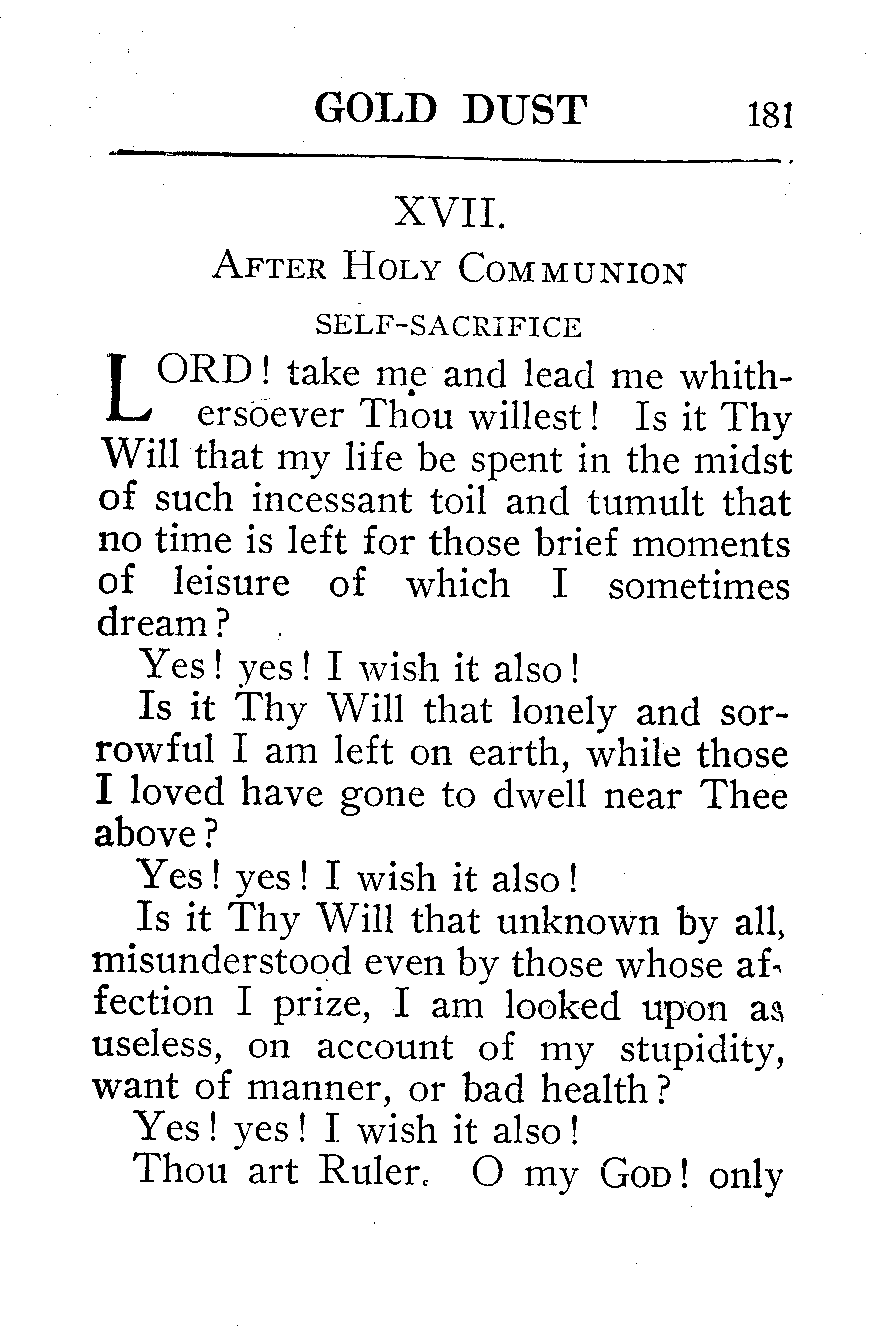 GOLD DUST 181
XVII.
AFTER HOLY COMMUNION
SELF-SACRIFICE
LORD! take me and lead me whith-
ersoever Thou willest! Is it Thy
Will that my life be spent in the midst
of such incessant toil and tumult that
no time is left for those brief moments
of leisure of which I sometimes
dream?
Yes! yes! I wish it also!
Is it Thy Will that lonely and sor-
rowful I am left on earth, while those
I loved have gone to dwell near Thee
above?
Yes! yes! I wish it also!
Is it Thy Will that unknown by all,
misunderstood even by those whose af-
fection I prize, I am looked upon as
useless, on account of my stupidity,
want of manner, or bad health?
Yes! yes! I wish it also!
Thou art Ruler. O my GOD! only